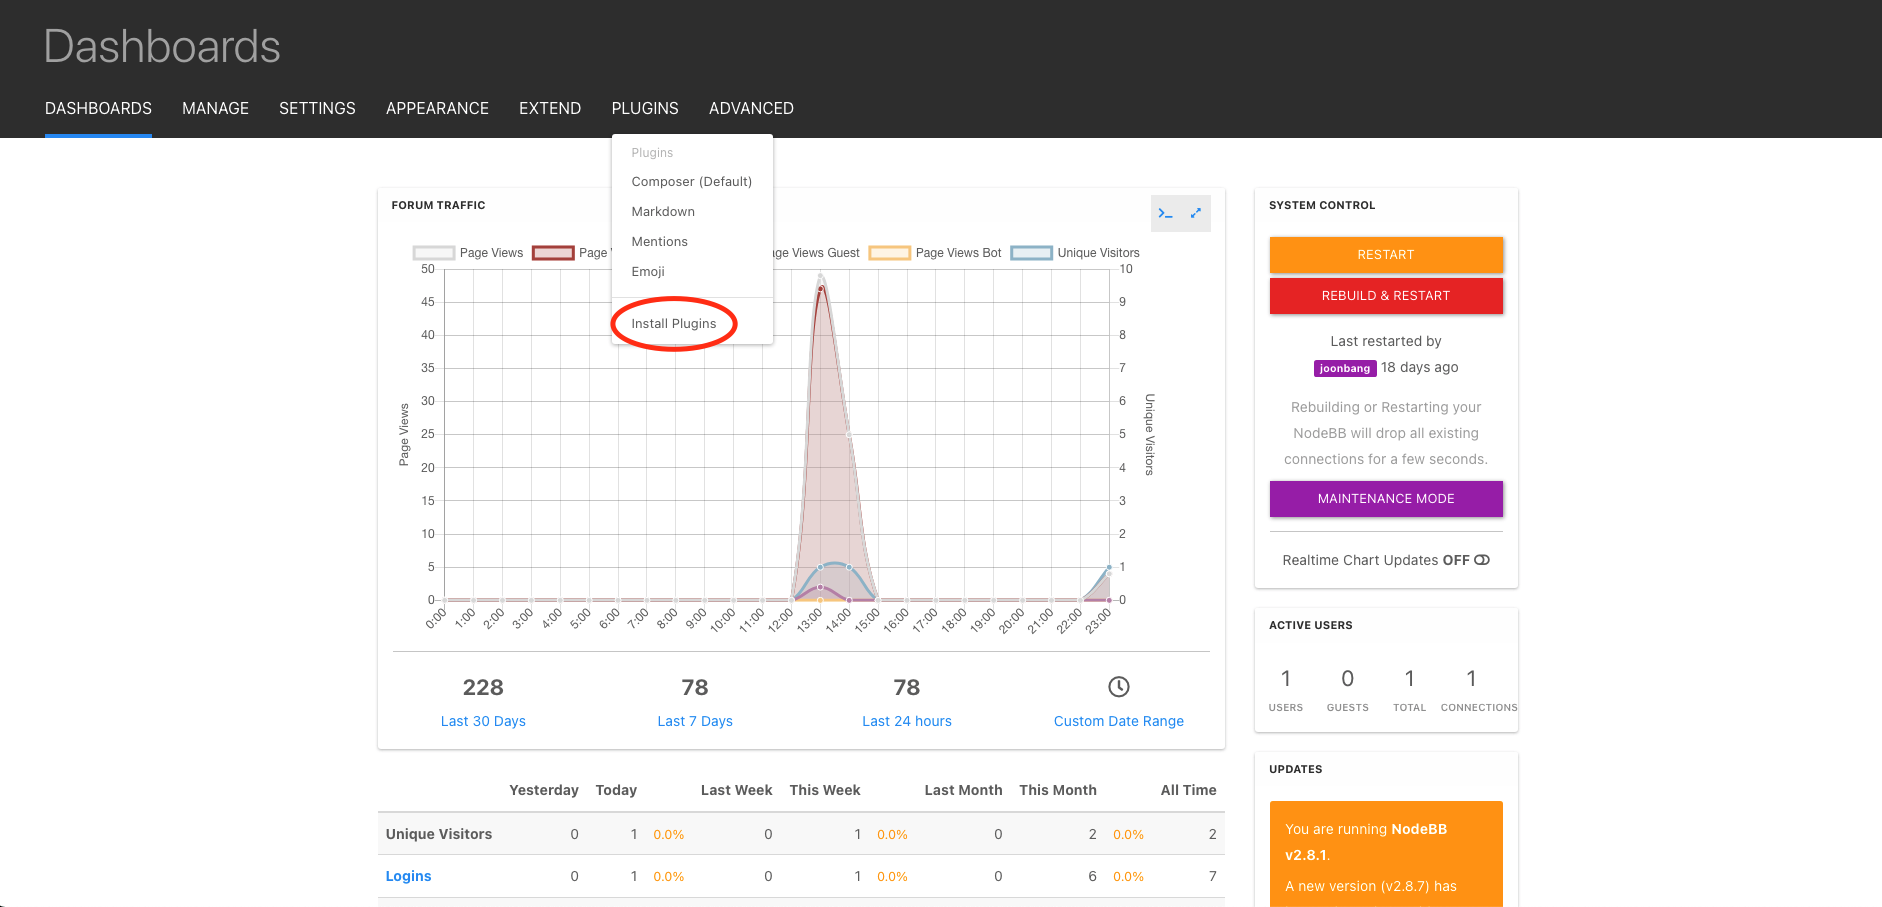 Dashboards
DASHBOARDS MANAGE SETTINGS APPEARANCE EXTEND PLUGINS ADVANCED
Plugins
Composer (Default)
Markdown
Mentions
Emoji
Install Plugins
FORUM TRAFFIC
Page Views Page Views Guest Page Views Bot Unique Visitors
50
45
40
35
30
25
20
15
10
5
0
Page Views
10
9
8
7
6
5
4
3
2
1
0
Unique Visitors
0:00 1:00 2:00 3:00 4:00 5:00 6:00 7:00 8:00 9:00 10:00 11:00 12:00 13:00 14:00 15:00 16:00 17:00 18:00 19:00 20:00 21:00 22:00 23:00
228 78 78
Last 30 Days Last 7 Days Last 24 hours Custom Date Range
Yesterday Today Last Week This Week Last Month This Month All Time
Unique Visitors 0 1 0.0% 0 1 0.0% 0 2 0.0% 2
Logins 0 1 0.0% 0 1 0.0% 0 6 0.0% 7
SYSTEM CONTROL
RESTART
REBUILD & RESTART
Last restarted by
joonbang 18 days ago
Rebuilding or Restarting your
NodeBB will drop all existing
connections for a few seconds.
MAINTENANCE MODE
Realtime Chart Updates OFF
ACTIVE USERS
1 0 1 1
USERS GUESTS TOTAL CONNECTIONS
UPDATES
You are running NodeBB
v2.8.1.
A new version (v2.8.7) has